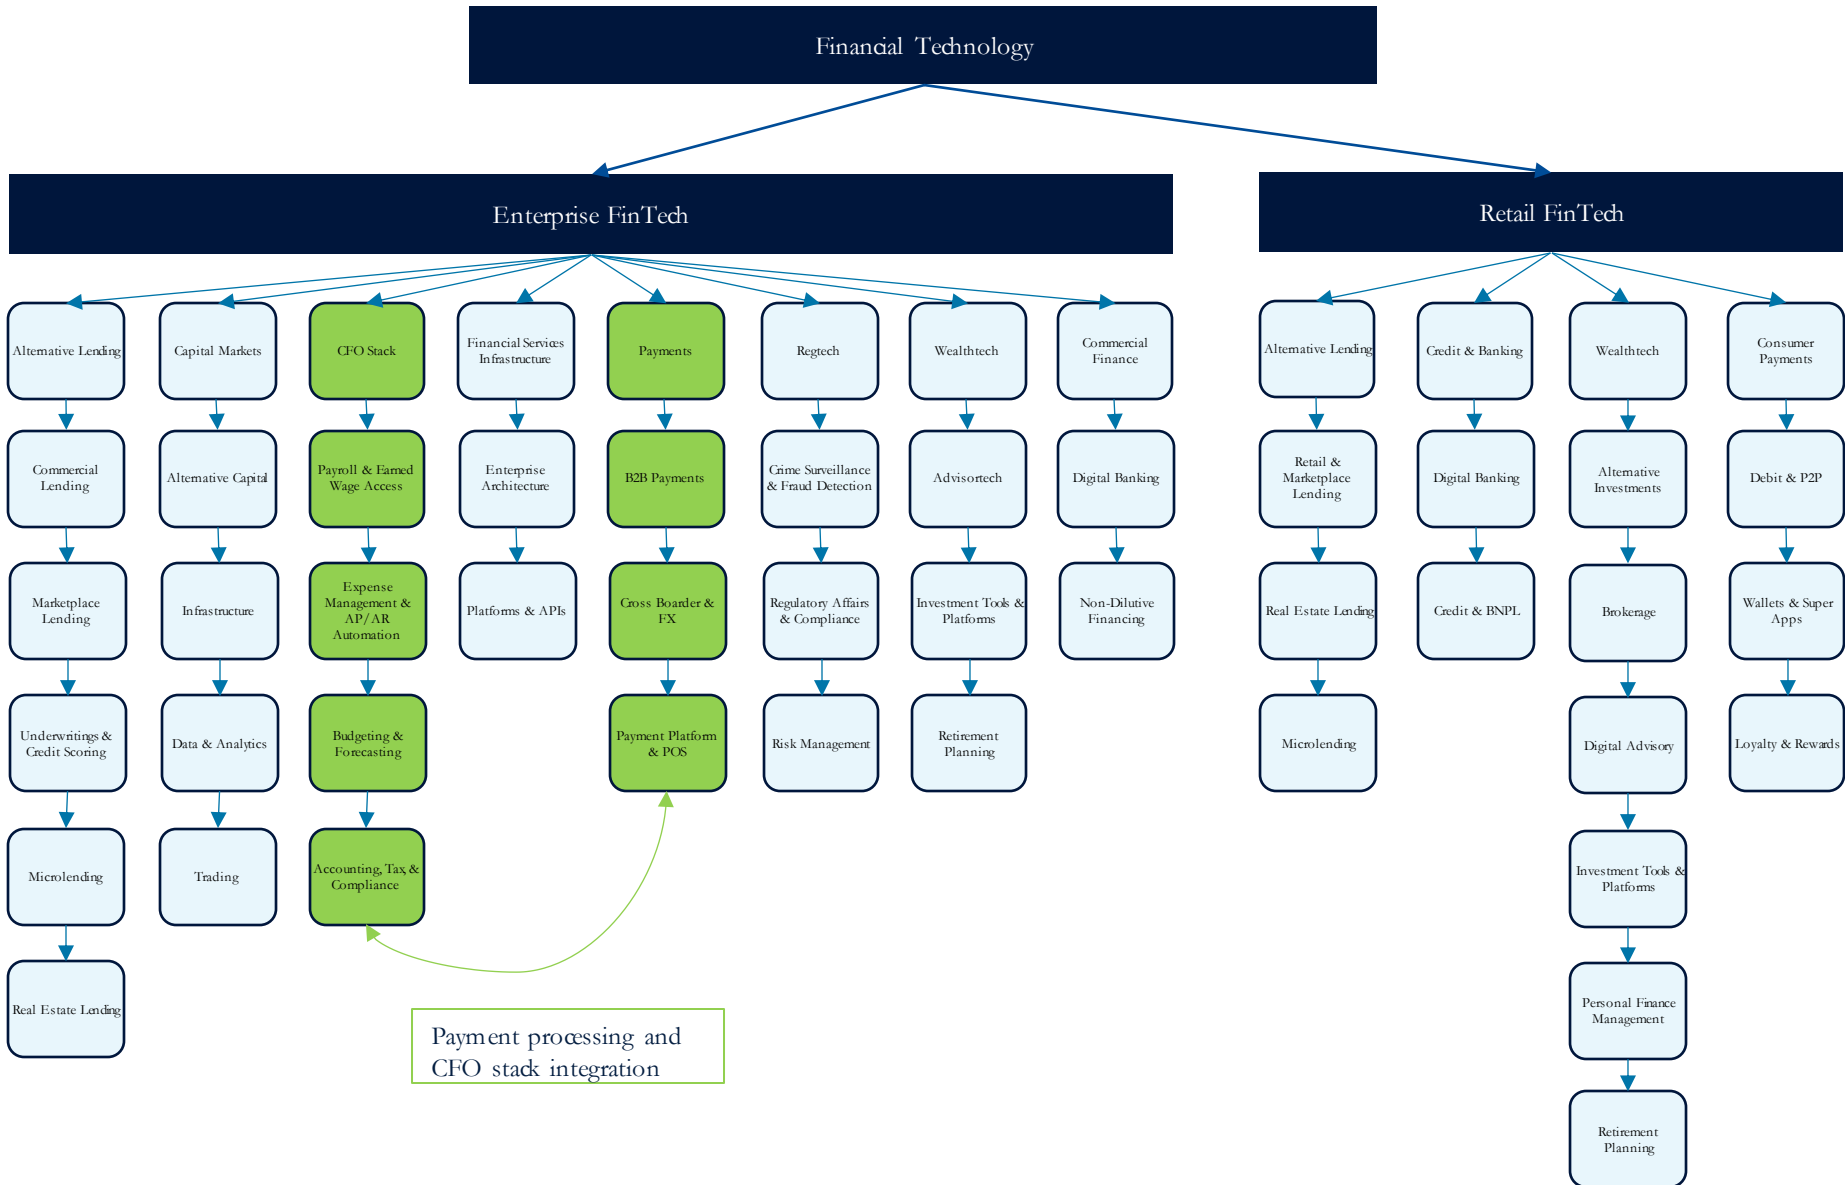 Financial Technology
Enterprise FinTech
Retail FinTech
Alternative Lending
Capital Markets
CFO Stack
Financial Services
Infrastructure
Payments
Regtech
Wealthtech
Commercial
Finance
Alternative Lending
Credit & Banking
Wealthtech
Consumer
Payments
Commercial
Lending
Alternative Capital
Payroll & Earned
Wage Access
Enterprise
Architecture
B2B Payments
Crime Surveillance
& Fraud Detection
Advisortech
Digital Banking
Retail &
Marketplace
Lending
Digital Banking
Alternative
Investments
Debit & P2P
Marketplace
Lending
Infrastructure
Expense
Management &
AP/AR
Automation
Platforms & APIs
Cross Boarder &
FX
Regulatory Affairs
& Compliance
Investment Tools &
Platforms
Non-Dilutive
Financing
Real Estate Lending
Credit & BNPL
Brokerage
Wallets & Super
Apps
Underwritings &
Credit Scoring
Data & Analytics
Budgeting &
Forecasting
Payment Platform
& POS
Risk Management
Retirement
Planning
Microlending
Digital Advisory
Loyalty & Rewards
Microlending
Trading
Accounting, Tax, &
Compliance
Investment Tools &
Platforms
Real Estate Lending
Personal Finance
Management
Payment processing and
CFO stack integration
Retirement
Planning